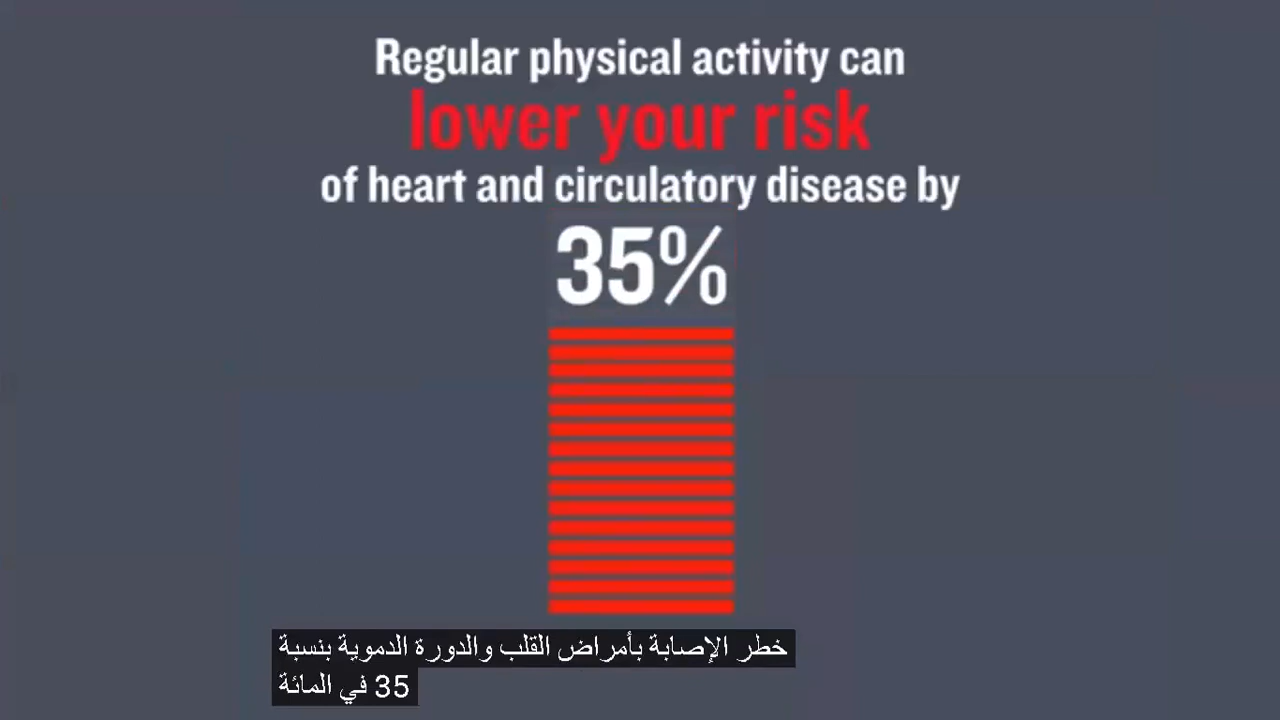 Regular physical activity can
lower your risk
of heart and circulatory disease by
35%
خطر الإصابة بأمراض القلب والدورة الدموية بنسبة
35 في المائة